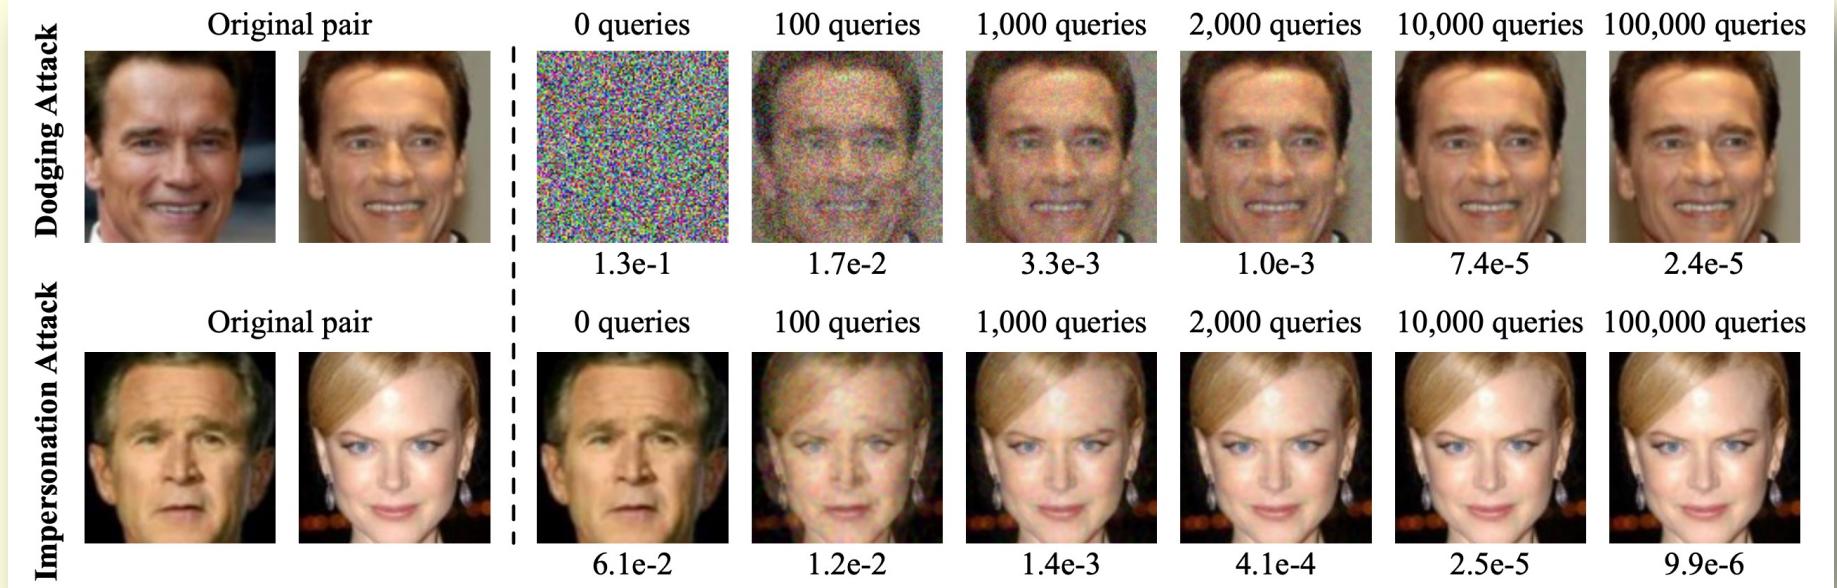 Dodging Attack
Original pair
0 queries
100 queries
1,000 queries
2,000 queries
10,000 queries
100,000 queries
1.3e-1
1.7e-2
3.3e-3
1.0e-3
7.4e-5
2.4e-5
Impersonation Attack
Original pair
0 queries
100 queries
1,000 queries
2,000 queries
10,000 queries
100,000 queries
6.1e-2
1.2e-2
1.4e-3
4.1e-4
2.5e-5
9.9e-6